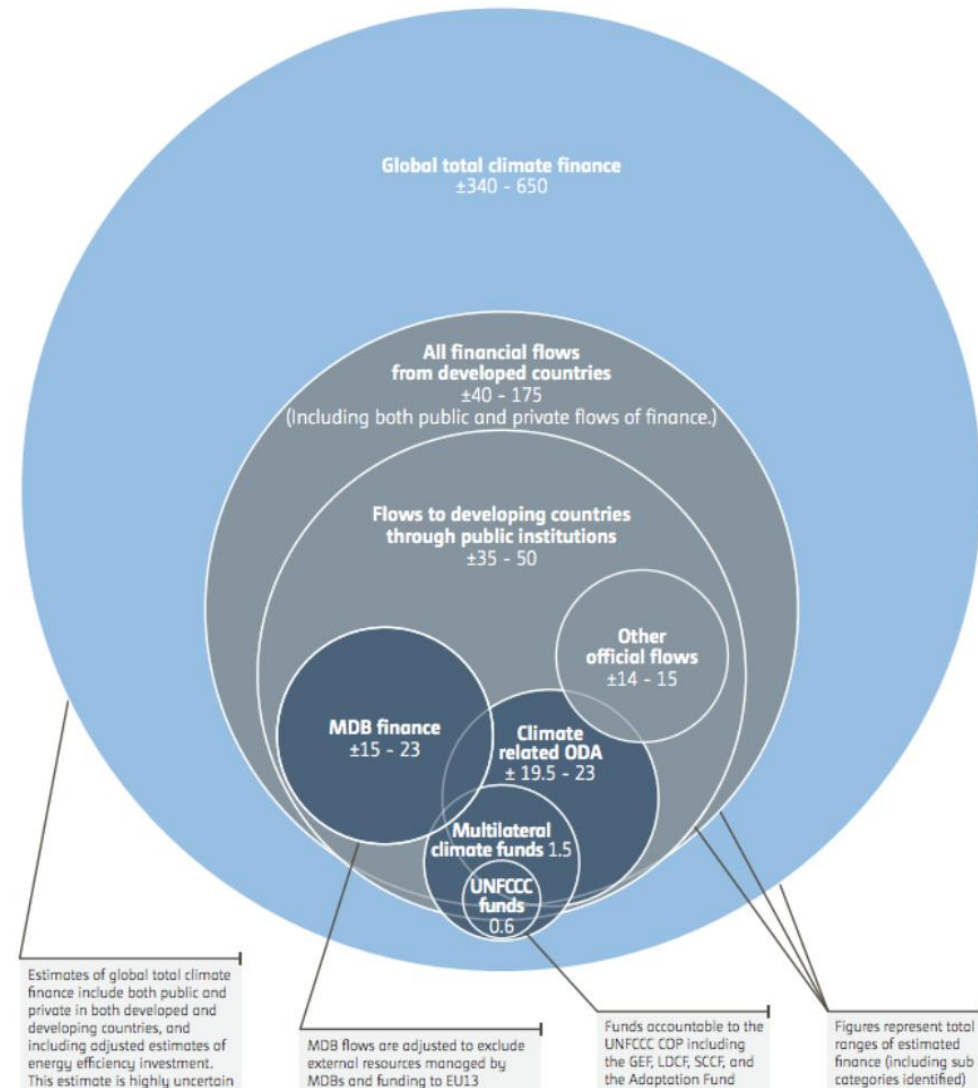 Global total climate finance
±340 - 650
All financial flows
from developed countries
±40 - 175
(Including both public and private flows of finance.)
Flows to developing countries
through public institutions
±35 - 50
Other
official flows
±14 - 15
MDB finance
±15 - 23
Climate
related ODA
± 19.5 - 23
Multilateral
climate funds 1.5
UNFCCC
funds
0.6
Estimates of global total climate
finance include both public and
private in both developed and
developing countries, and
including adjusted estimates of
energy efficiency investment.
This estimate is highly uncertain
MDB flows are adjusted to exclude
external resources managed by
MDBs and funding to EU13
Funds accountable to the
UNFCCC COP including
the GEF, LDCF, SCCF, and
the Adaptation Fund
Figures represent total
ranges of estimated
finance (including sub
categories identified)